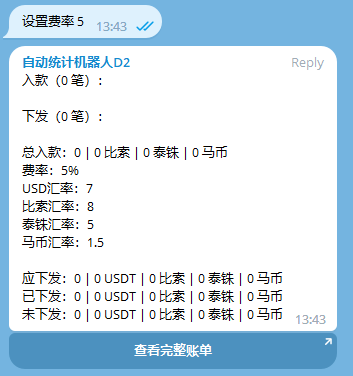 设置费率 5
13:43
自动统计机器人D2
Reply
入款（0 笔）：
下发（0 笔）：
总入款：0 | 0 比索 | 0 泰铢 | 0 马币
费率：5%
USD汇率：7
比索汇率：8
泰铢汇率：5
马币汇率：1.5
应下发：0 | 0 USDT | 0 比索 | 0 泰铢 | 0 马币
已下发：0 | 0 USDT | 0 比索 | 0 泰铢 | 0 马币
未下发：0 | 0 USDT | 0 比索 | 0 泰铢 | 0 马币
13:43
查看完整账单